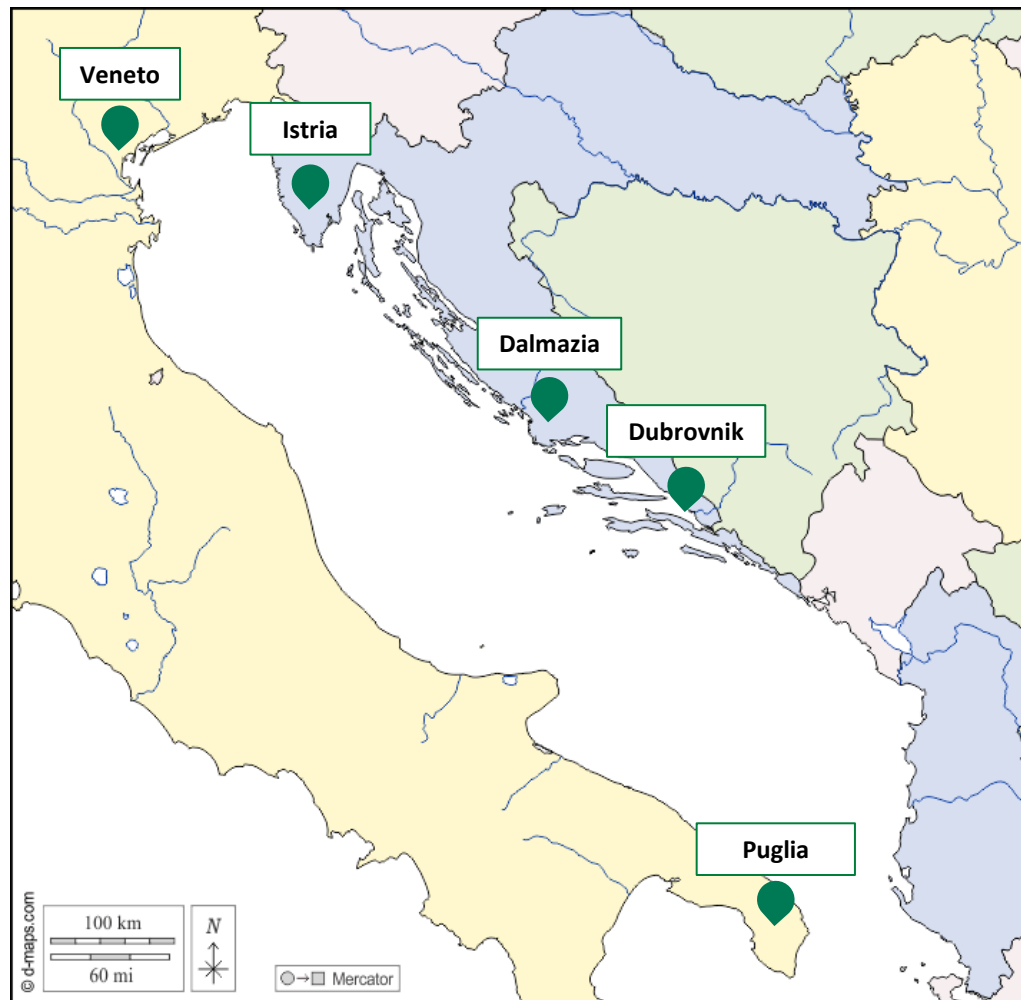 Veneto
Istria
Dalmazia
Dubrovnik
Puglia
© d-maps.com
100 km
60 mi
N
Mercator